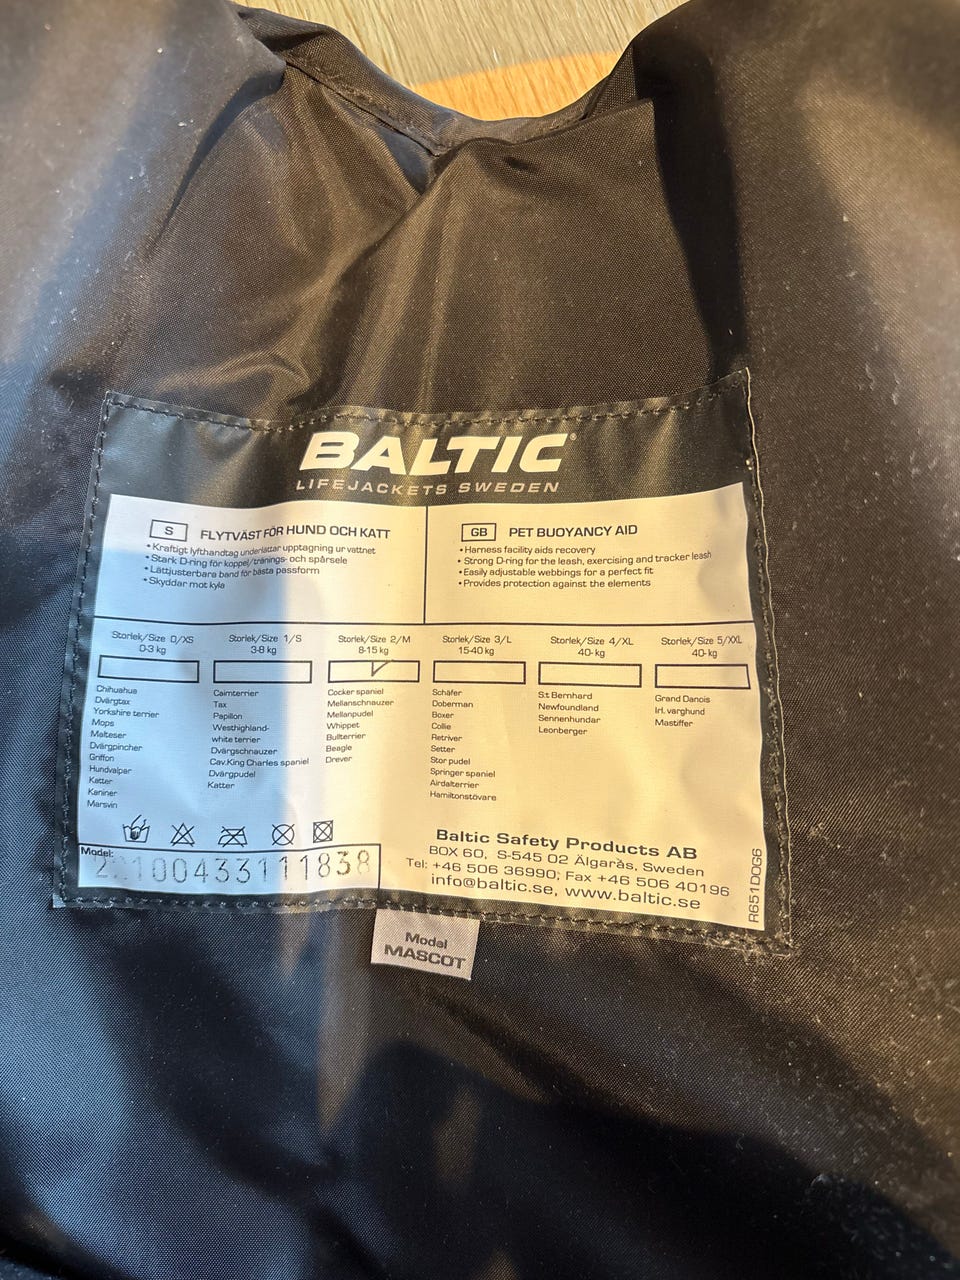 BALTIC®
LIFEJACKETS SWEDEN
S FLYTVÄST FÖR HUND OCH KATT
• Kraftigt lyfthandtag underlättar upptagning ur vattnet
• Stark D-ring för koppel/tränings- och spårsele
• Lättjusterbara band för bästa passform
• Skyddar mot kyla
GB PET BUOYANCY AID
• Harness facility aids recovery
• Strong D-ring for the leash, exercising and tracker leash
• Easily adjustable webbings for a perfect fit
• Provides protection against the elements
Storlek/Size 0/XS
0-3 kg
Chihuahua
Dvärgtax
Yorkshire terrier
Mops
Malteser
Dvärgpincher
Griffon
Hundvalpar
Katter
Kaniner
Marsvin
Storlek/Size 1/S
3-8 kg
Cairnterrier
Tax
Papillon
Westhighland-
white terrier
Dvärgschnauzer
Cav.King Charles spaniel
Dvärgpudel
Katter
Storlek/Size 2/M
8-15 kg
Cocker spaniel
Mellanschnauzer
Mellanpudel
Whippet
Bullterrier
Beagle
Drever
Storlek/Size 3/L
15-40 kg
Schäfer
Doberman
Boxer
Collie
Retriver
Setter
Stor pudel
Springer spaniel
Airdalterrier
Hamiltonstövare
Storlek/Size 4/XL
40- kg
S:t Bernhard
Newfoundland
Sennenhundar
Leonberger
Storlek/Size 5/XXL
40- kg
Grand Danois
Irl. varghund
Mastiffer
Model:
Baltic Safety Products AB
BOX 60, S-545 02 Älgarås, Sweden
Tel: +46 506 36990, Fax +46 506 40196
info@baltic.se, www.baltic.se
R651DOG6
Model
MASCOT